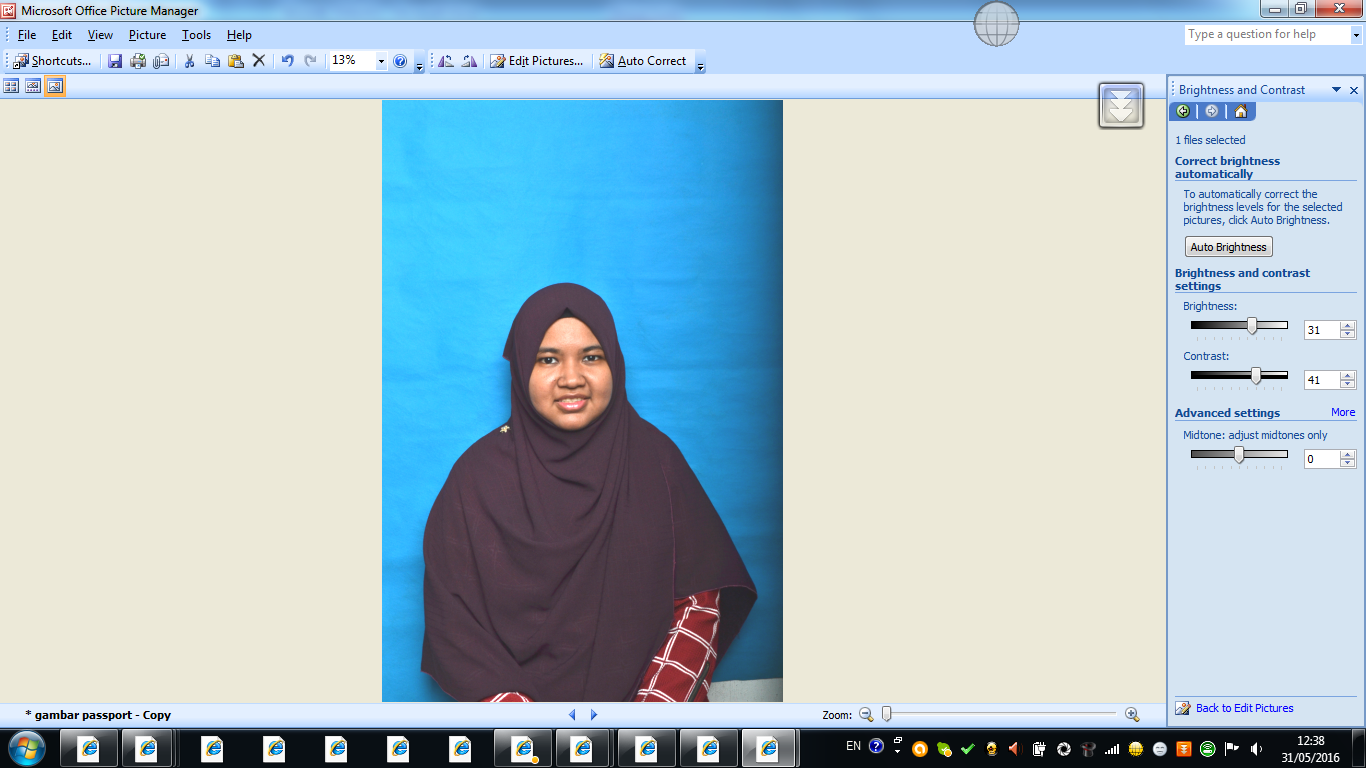 Microsoft Office Picture Manager
File Edit View Picture Tools Help
Type a question for help
Shortcuts... 13% Edit Pictures... Auto Correct
Brightness and Contrast
1 files selected
Correct brightness
automatically
To automatically correct the
brightness levels for the selected
pictures, click Auto Brightness.
Auto Brightness
Brightness and contrast
settings
Brightness:
31
Contrast:
41
Advanced settings More
Midtone: adjust midtones only
0
Back to Edit Pictures
* gambar passport - Copy
Zoom:
EN
12:38
31/05/2016